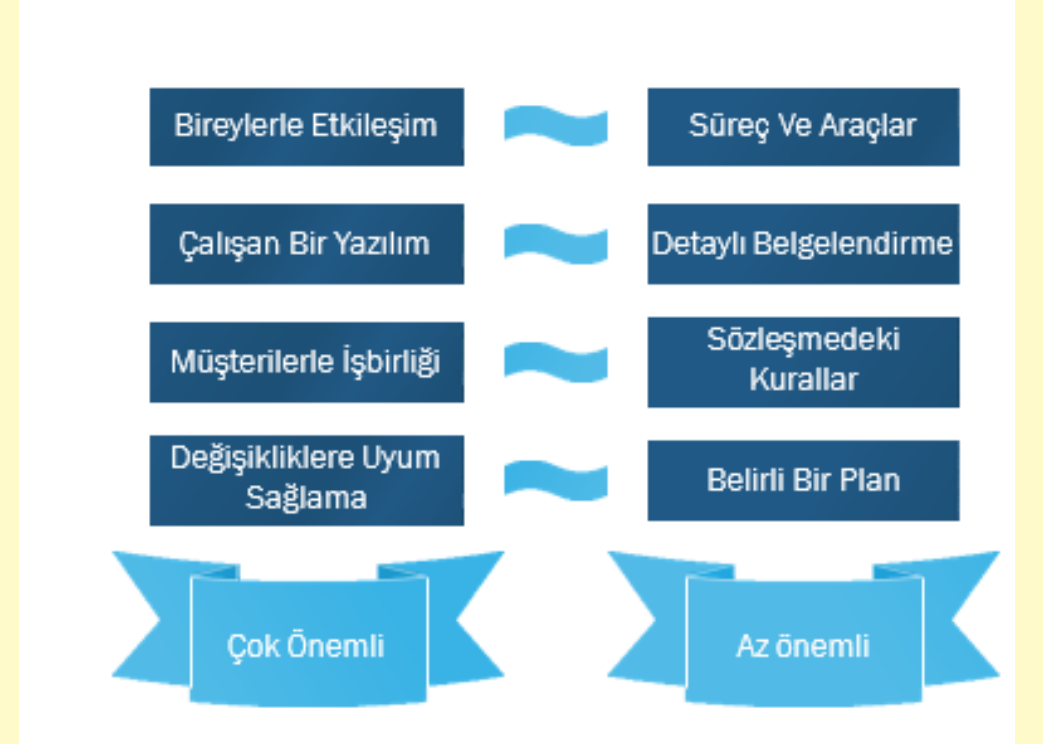 Bireylerle Etkileşim
Süreç Ve Araçlar
Çalışan Bir Yazılım
Detaylı Belgelendirme
Müşterilerle İşbirliği
Sözleşmedeki
Kurallar
Değişikliklere Uyum
Sağlama
Belirli Bir Plan
Çok Önemli
Az önemli